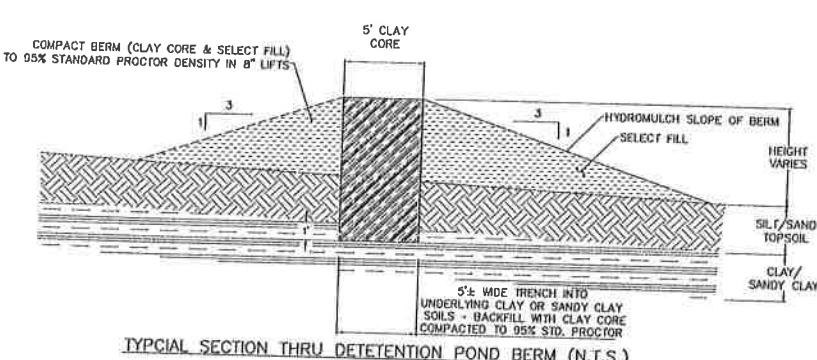 5' CLAY
CORE
COMPACT BERM (CLAY CORE & SELECT FILL)
TO 95% STANDARD PROCTOR DENSITY IN 8" LIFTS
3
1
3
1
HYDROMULCH SLOPE OF BERM
SELECT FILL
HEIGHT
VARIES
SILT/SAND
TOPSOIL
1'
CLAY/
SANDY CLAY
5'± WIDE TRENCH INTO
UNDERLYING CLAY OR SANDY CLAY
SOILS - BACKFILL WITH CLAY CORE
COMPACTED TO 95% STD. PROCTOR
TYPCIAL SECTION THRU DETETENTION POND BERM (N.T.S.)